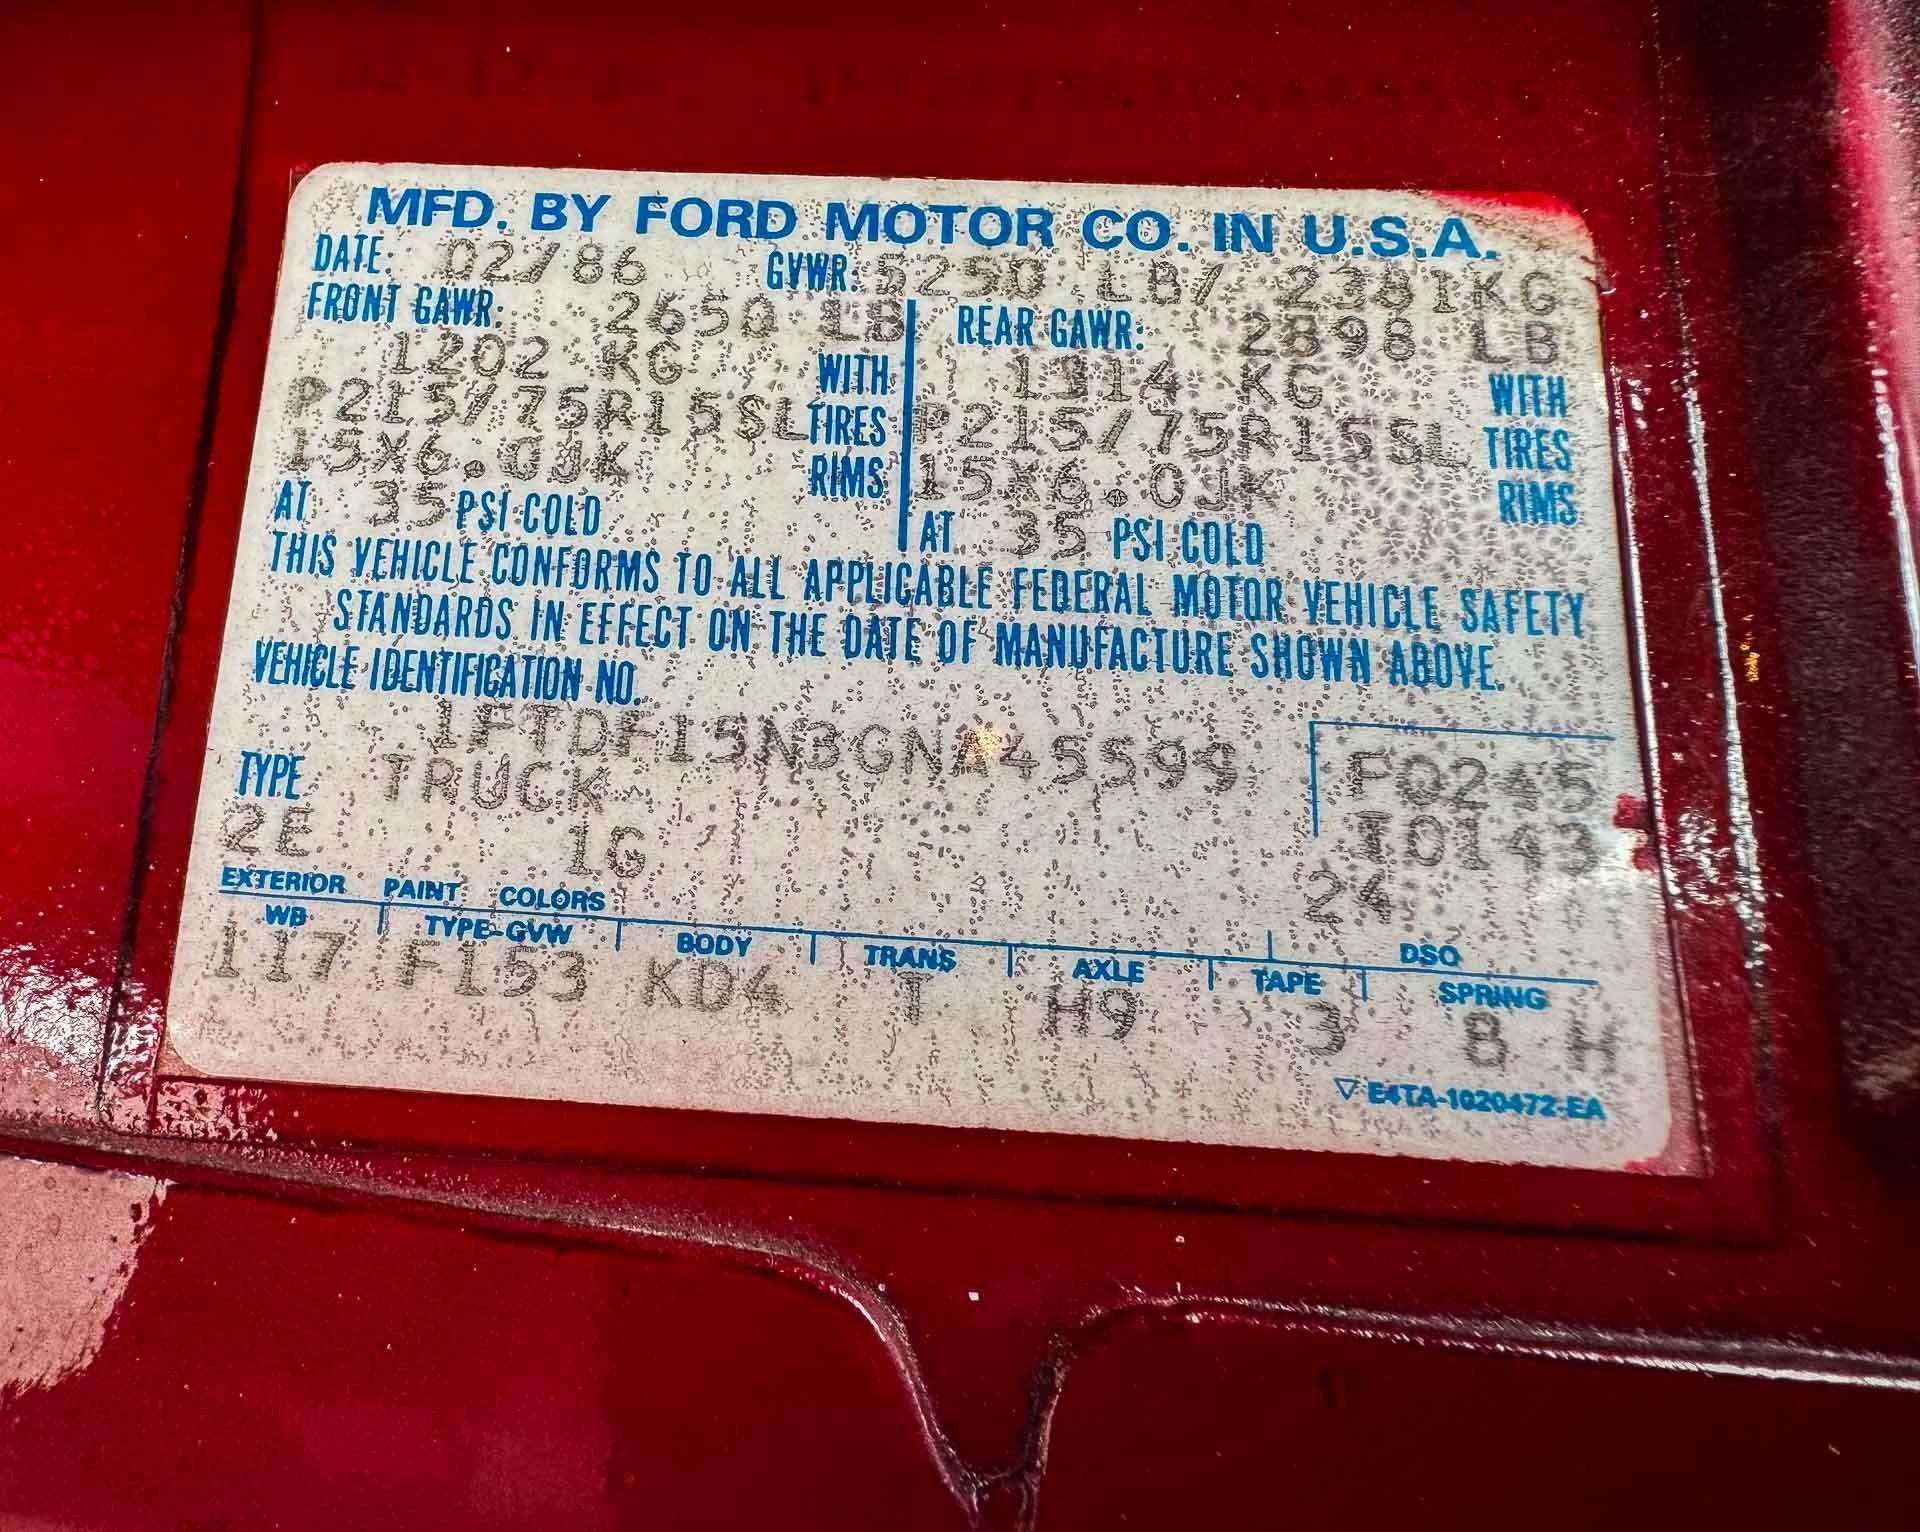 MFD. BY FORD MOTOR CO. IN U.S.A.
DATE: 02/86 GVWR: 5250 LB/ 2381KG
FRONT GAWR: 2650 LB REAR GAWR: 2898 LB
1202 KG WITH 1314 KG WITH
P215/75R15SL TIRES P215/75R15SL TIRES
15X6.0JK RIMS 15X6.0JK RIMS
AT 35 PSI COLD AT 35 PSI COLD
THIS VEHICLE CONFORMS TO ALL APPLICABLE FEDERAL MOTOR VEHICLE SAFETY
STANDARDS IN EFFECT ON THE DATE OF MANUFACTURE SHOWN ABOVE.
VEHICLE IDENTIFICATION NO.
1FTDF15N3GNA45599
TYPE TRUCK F0245
2E 1G 10143
24
EXTERIOR PAINT COLORS DSO
WB TYPE-GVW BODY TRANS AXLE TAPE SPRING
117 F153 KD6 T H9 3 8 H
▽ E4TA-1020472-EA